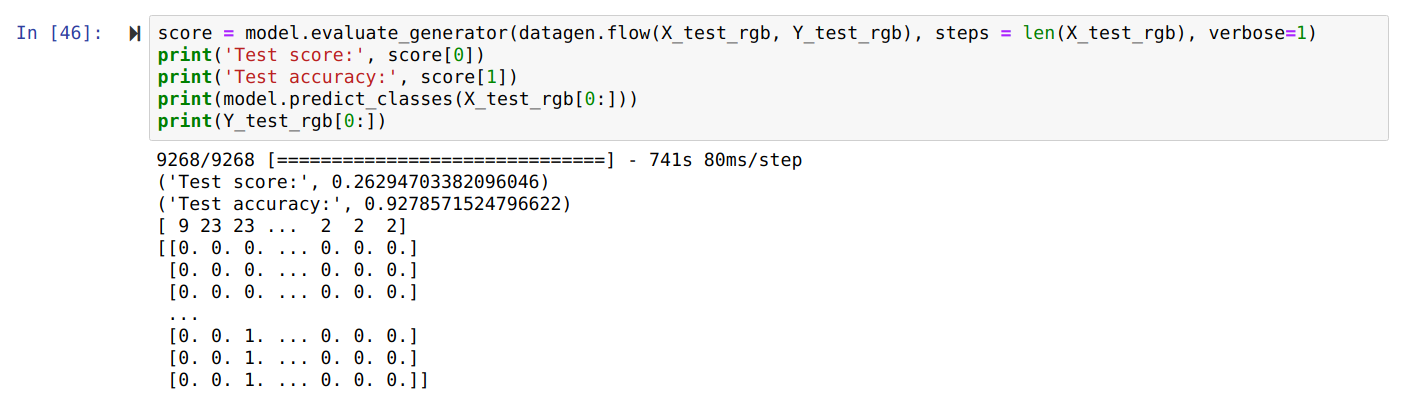 In [46]:
score = model.evaluate_generator(datagen.flow(X_test_rgb, Y_test_rgb), steps = len(X_test_rgb), verbose=1)
print('Test score:', score[0])
print('Test accuracy:', score[1])
print(model.predict_classes(X_test_rgb[0:]))
print(Y_test_rgb[0:])
9268/9268 [==============================] - 741s 80ms/step
('Test score:', 0.26294703382096046)
('Test accuracy:', 0.9278571524796622)
[ 9 23 23 ...  2  2  2]
[[0. 0. 0. ... 0. 0. 0.]
 [0. 0. 0. ... 0. 0. 0.]
 [0. 0. 0. ... 0. 0. 0.]
 ...
 [0. 0. 1. ... 0. 0. 0.]
 [0. 0. 1. ... 0. 0. 0.]
 [0. 0. 1. ... 0. 0. 0.]]